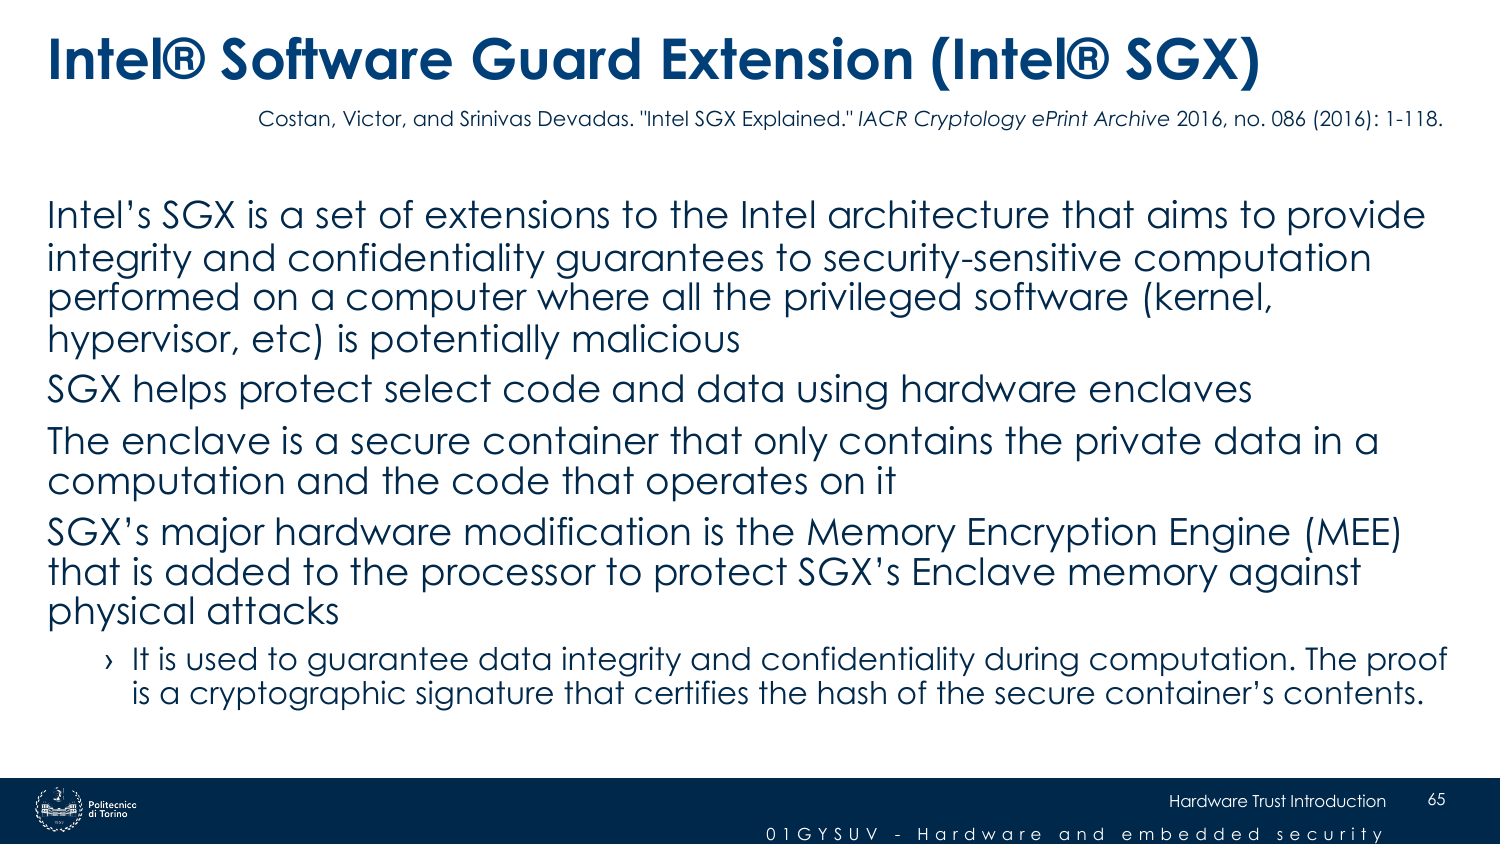 Intel® Software Guard Extension (Intel® SGX)
Costan, Victor, and Srinivas Devadas. "Intel SGX Explained." IACR Cryptology ePrint Archive 2016, no. 086 (2016): 1-118.
Intel’s SGX is a set of extensions to the Intel architecture that aims to provide
integrity and confidentiality guarantees to security-sensitive computation
performed on a computer where all the privileged software (kernel,
hypervisor, etc) is potentially malicious
SGX helps protect select code and data using hardware enclaves
The enclave is a secure container that only contains the private data in a
computation and the code that operates on it
SGX’s major hardware modification is the Memory Encryption Engine (MEE)
that is added to the processor to protect SGX’s Enclave memory against
physical attacks
› It is used to guarantee data integrity and confidentiality during computation. The proof
is a cryptographic signature that certifies the hash of the secure container’s contents.
Politecnico
di Torino
Hardware Trust Introduction 65
01GYSUV - Hardware and embedded security